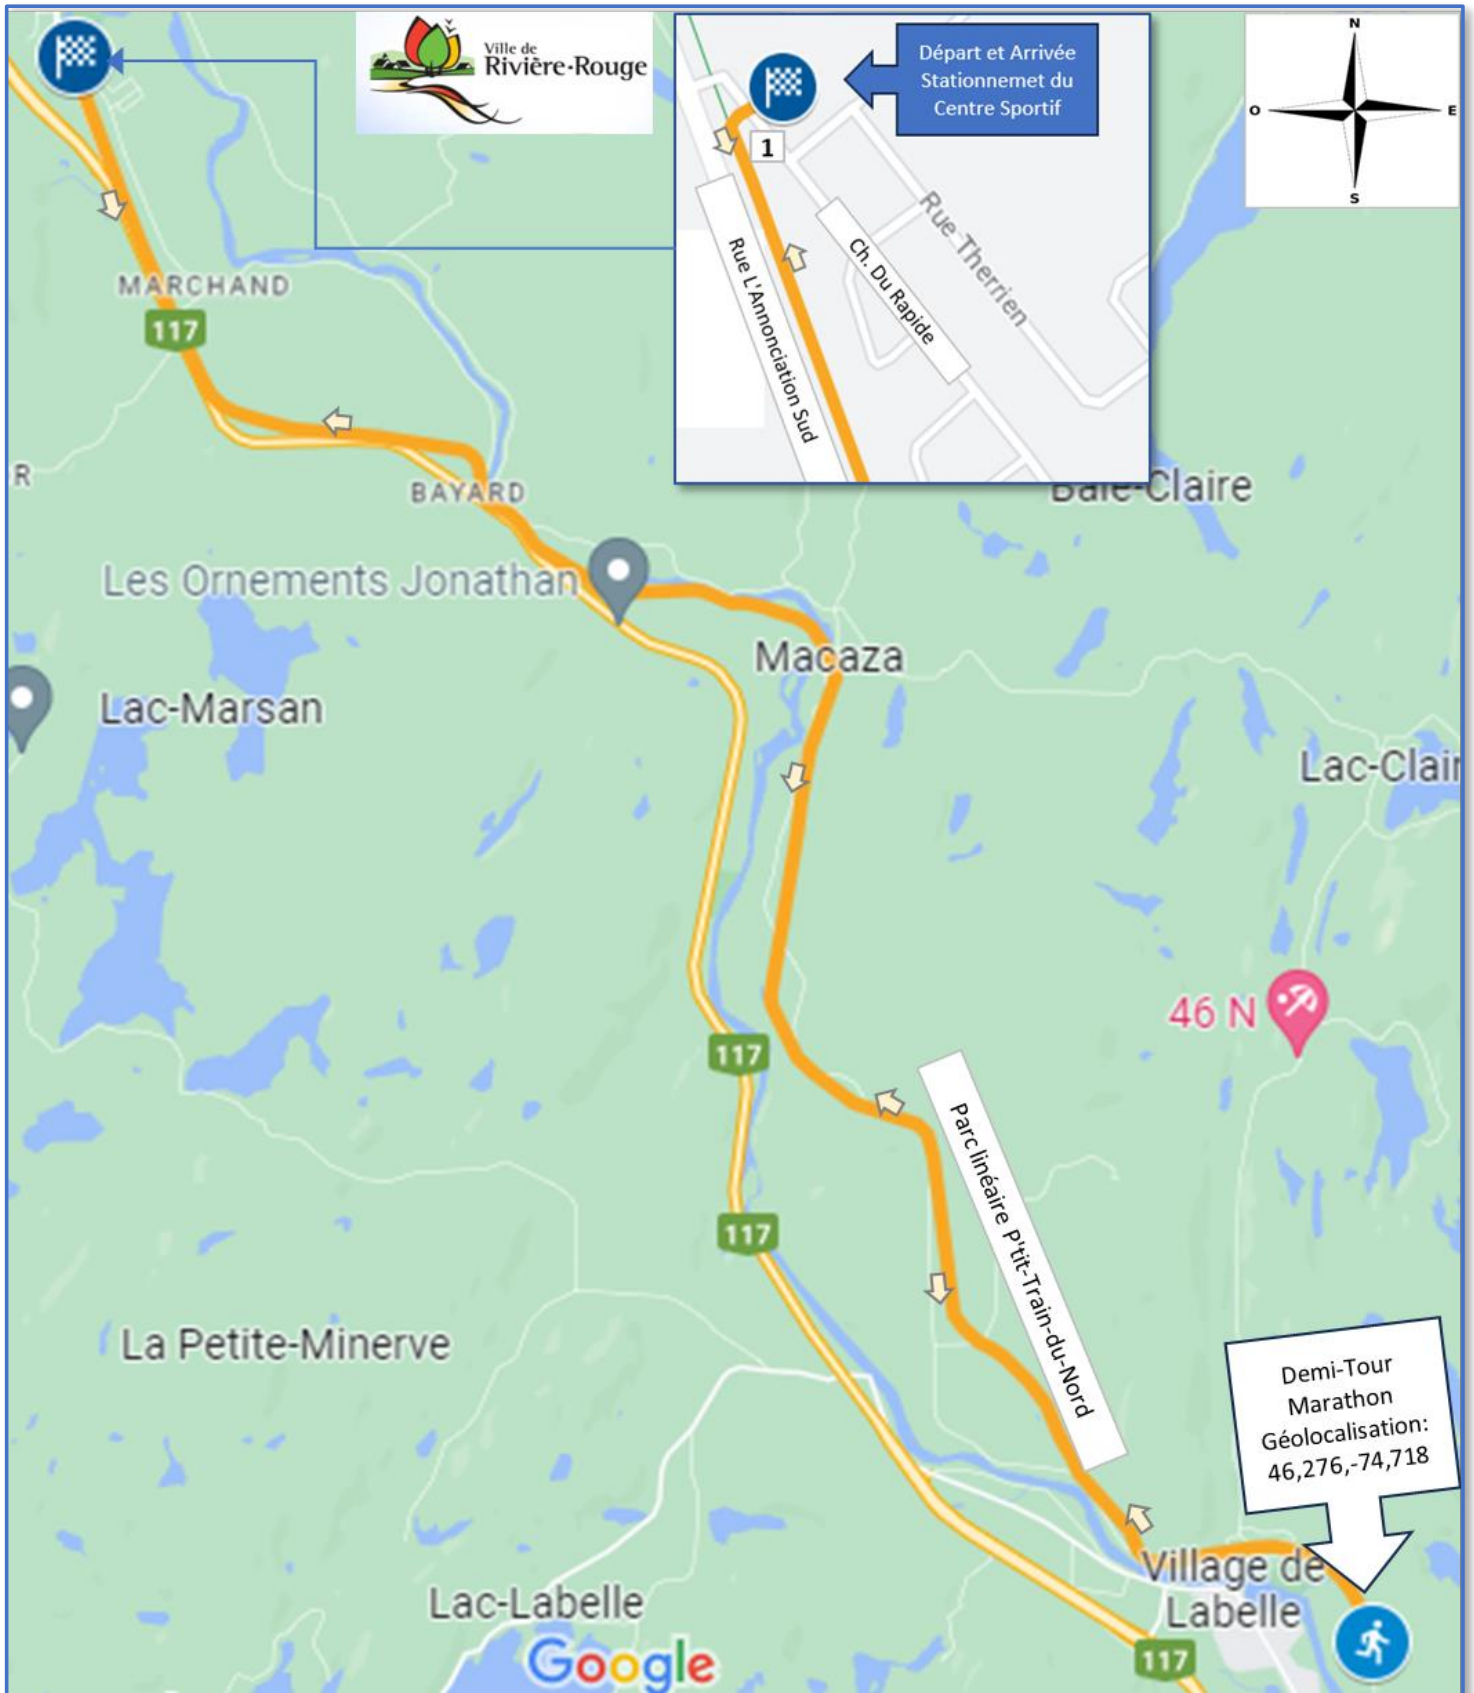 Ville de
Rivière-Rouge
Départ et Arrivée
Stationnemet du
Centre Sportif
N
O
E
S
1
Rue Therrien
Ch. Du Rapide
Rue L'Annonciation Sud
MARCHAND
117
R
BAYARD
Baie-Claire
Les Ornements Jonathan
Macaza
Lac-Marsan
Lac-Clair
46 N
117
Parc linéaire P'tit-Train-du-Nord
117
La Petite-Minerve
Demi-Tour
Marathon
Géolocalisation:
46,276,-74,718
Village de
Labelle
Lac-Labelle
Google
117